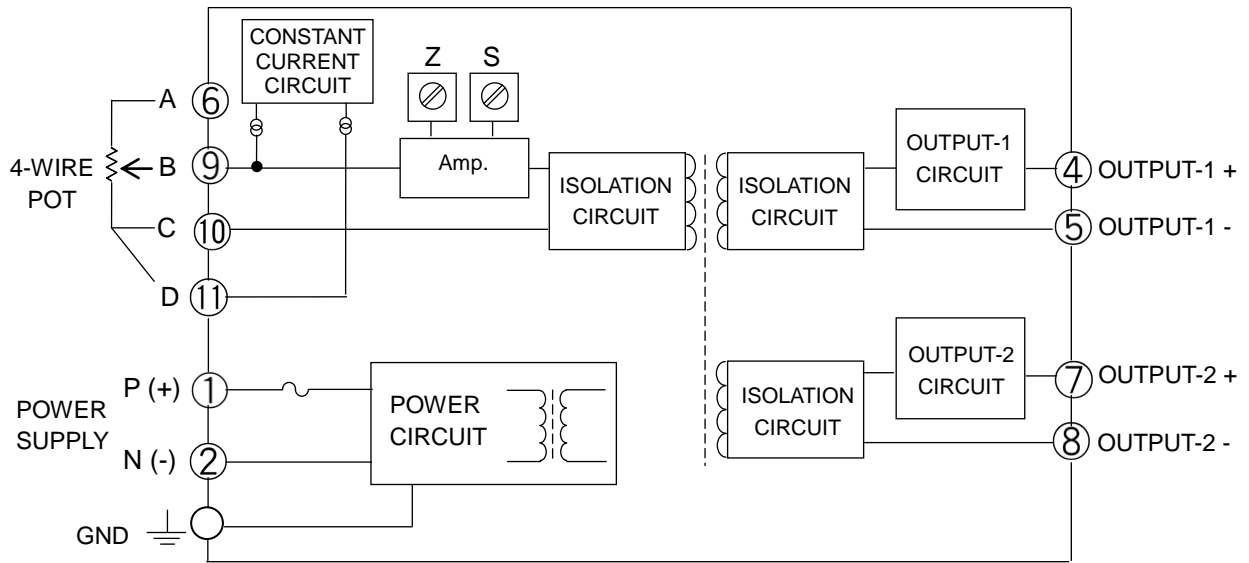 CONSTANT
CURRENT
CIRCUIT
Z
S
A
6
4-WIRE
POT
B
9
Amp.
C
10
D
11
ISOLATION
CIRCUIT
ISOLATION
CIRCUIT
OUTPUT-1
CIRCUIT
4
OUTPUT-1 +
5
OUTPUT-1 -
POWER
SUPPLY
P (+)
1
N (-)
2
GND
POWER
CIRCUIT
ISOLATION
CIRCUIT
OUTPUT-2
CIRCUIT
7
OUTPUT-2 +
8
OUTPUT-2 -